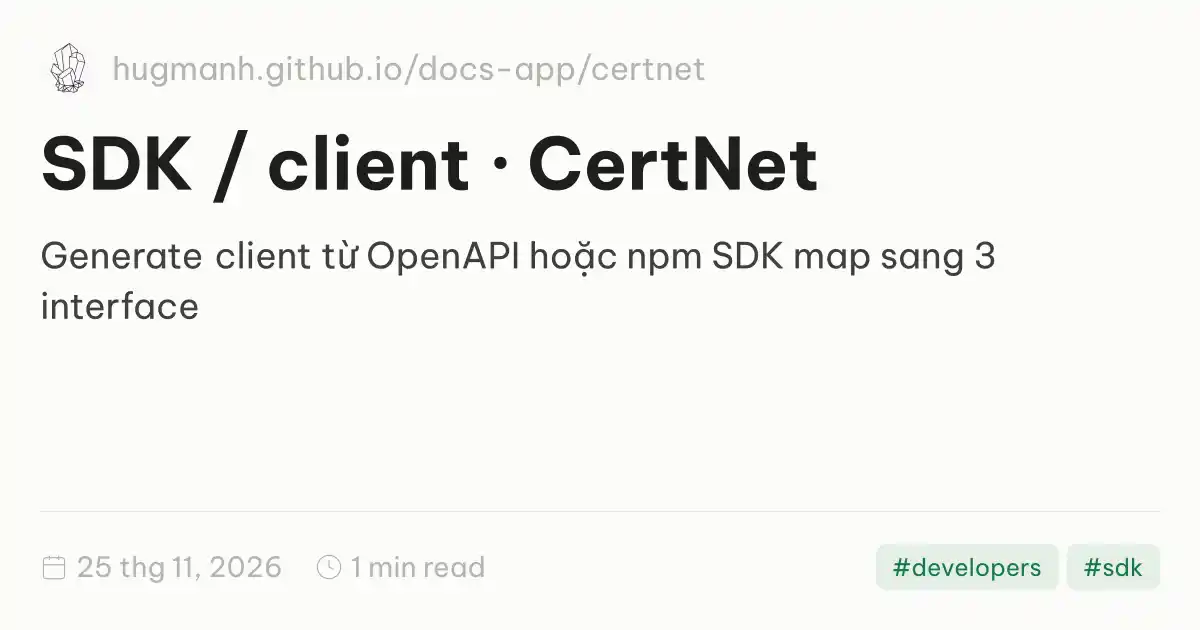 hugmanh.github.io/docs-app/certnet
SDK / client · CertNet
Generate client từ OpenAPI hoặc npm SDK map sang 3
interface
25 thg 11, 2026
1 min read
#developers
#sdk